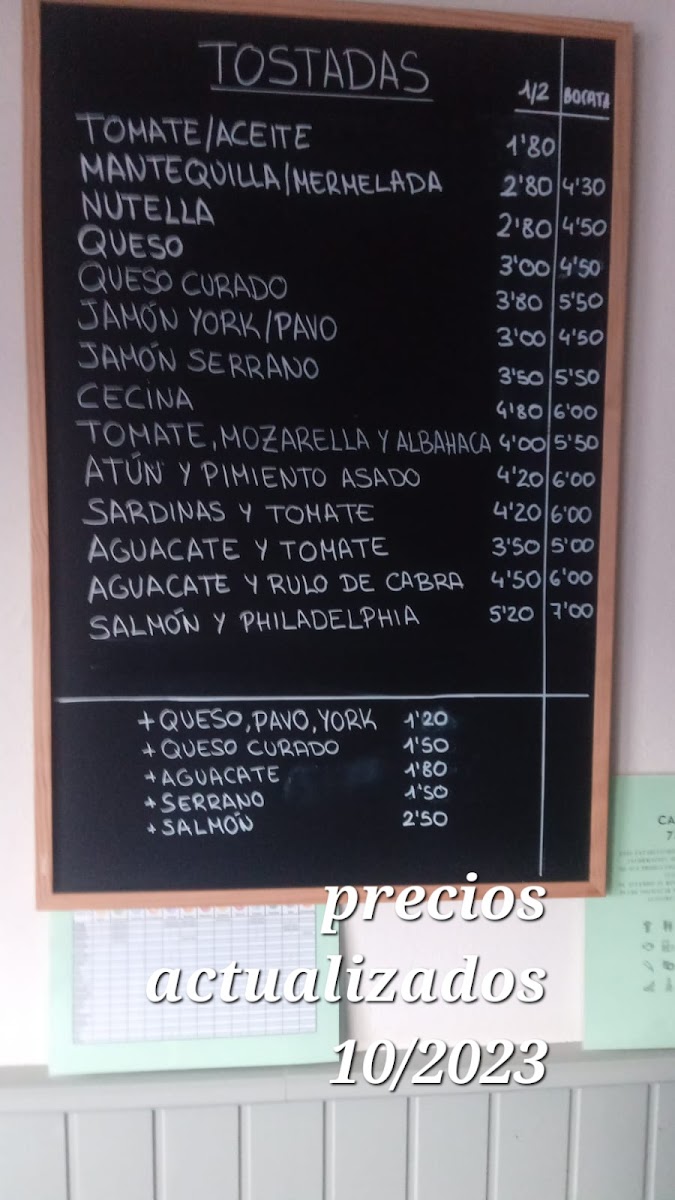 TOSTADAS
1/2 BOCATA
TOMATE/ACEITE 1'80
MANTEQUILLA/MERMELADA 2'80 4'30
NUTELLA 2'80 4'50
QUESO 3'00 4'50
QUESO CURADO 3'80 5'50
JAMÓN YORK/PAVO 3'00 4'50
JAMÓN SERRANO 3'50 5'50
CECINA 4'80 6'00
TOMATE, MOZARELLA Y ALBAHACA 4'00 5'50
ATÚN Y PIMIENTO ASADO 4'20 6'00
SARDINAS Y TOMATE 4'20 6'00
AGUACATE Y TOMATE 3'50 5'00
AGUACATE Y RULO DE CABRA 4'50 6'00
SALMÓN Y PHILADELPHIA 5'20 7'00
+ QUESO, PAVO, YORK 1'20
+ QUESO CURADO 1'50
+ AGUACATE 1'80
+ SERRANO 1'50
+ SALMÓN 2'50
precios
actualizados
10/2023